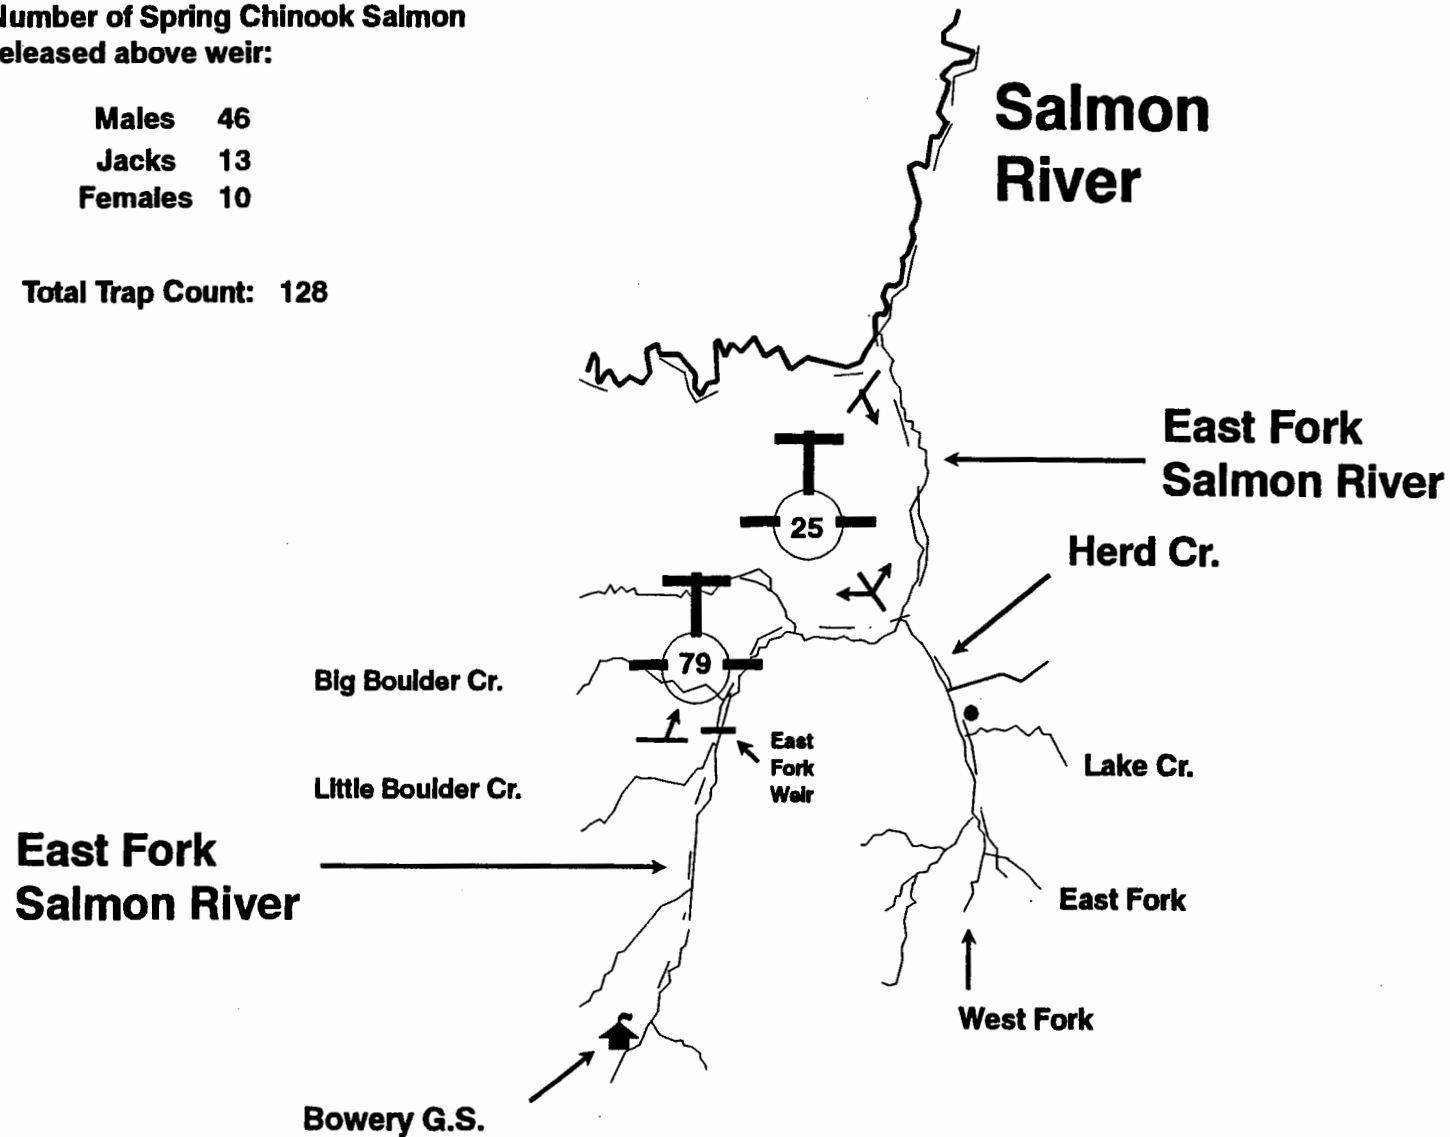 Number of Spring Chinook Salmon
eleased above weir:
Males 46
Jacks 13
Females 10
Total Trap Count: 128
Salmon
River
East Fork
Salmon River
25
Herd Cr.
79
Big Boulder Cr.
East
Fork
Weir
Lake Cr.
Little Boulder Cr.
East Fork
Salmon River
East Fork
West Fork
Bowery G.S.